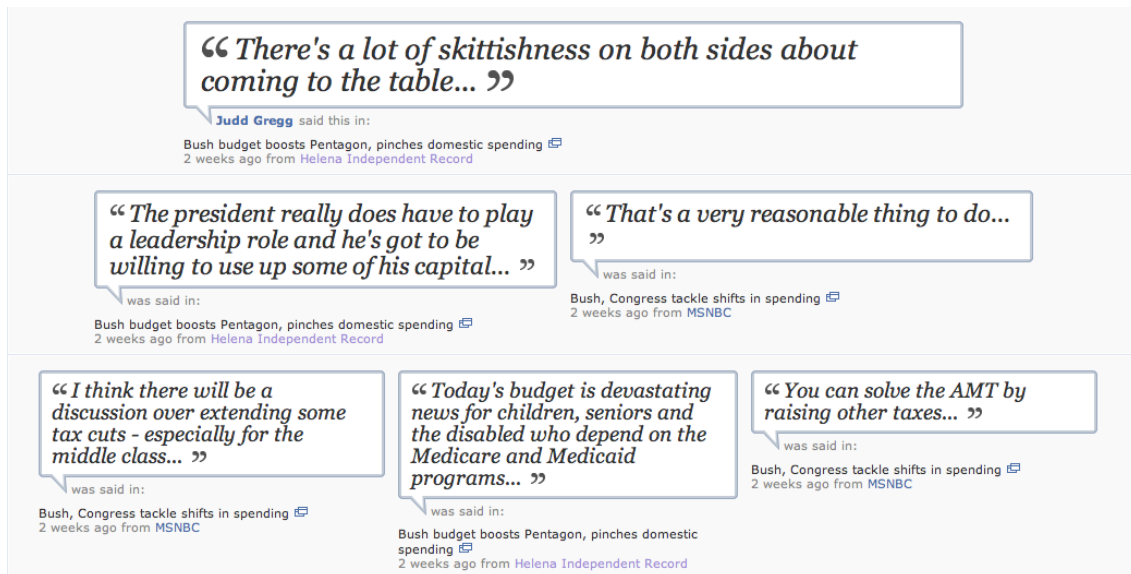 “ There's a lot of skittishness on both sides about
coming to the table... ”
Judd Gregg said this in:
Bush budget boosts Pentagon, pinches domestic spending
2 weeks ago from Helena Independent Record
“ The president really does have to play
a leadership role and he's got to be
willing to use up some of his capital... ”
was said in:
Bush budget boosts Pentagon, pinches domestic spending
2 weeks ago from Helena Independent Record
“ That's a very reasonable thing to do...
”
was said in:
Bush, Congress tackle shifts in spending
2 weeks ago from MSNBC
“ I think there will be a
discussion over extending some
tax cuts - especially for the
middle class... ”
was said in:
Bush, Congress tackle shifts in spending
2 weeks ago from MSNBC
“ Today's budget is devastating
news for children, seniors and
the disabled who depend on the
Medicare and Medicaid
programs... ”
was said in:
Bush budget boosts Pentagon, pinches domestic
spending
2 weeks ago from Helena Independent Record
“ You can solve the AMT by
raising other taxes... ”
was said in:
Bush, Congress tackle shifts in spending
2 weeks ago from MSNBC